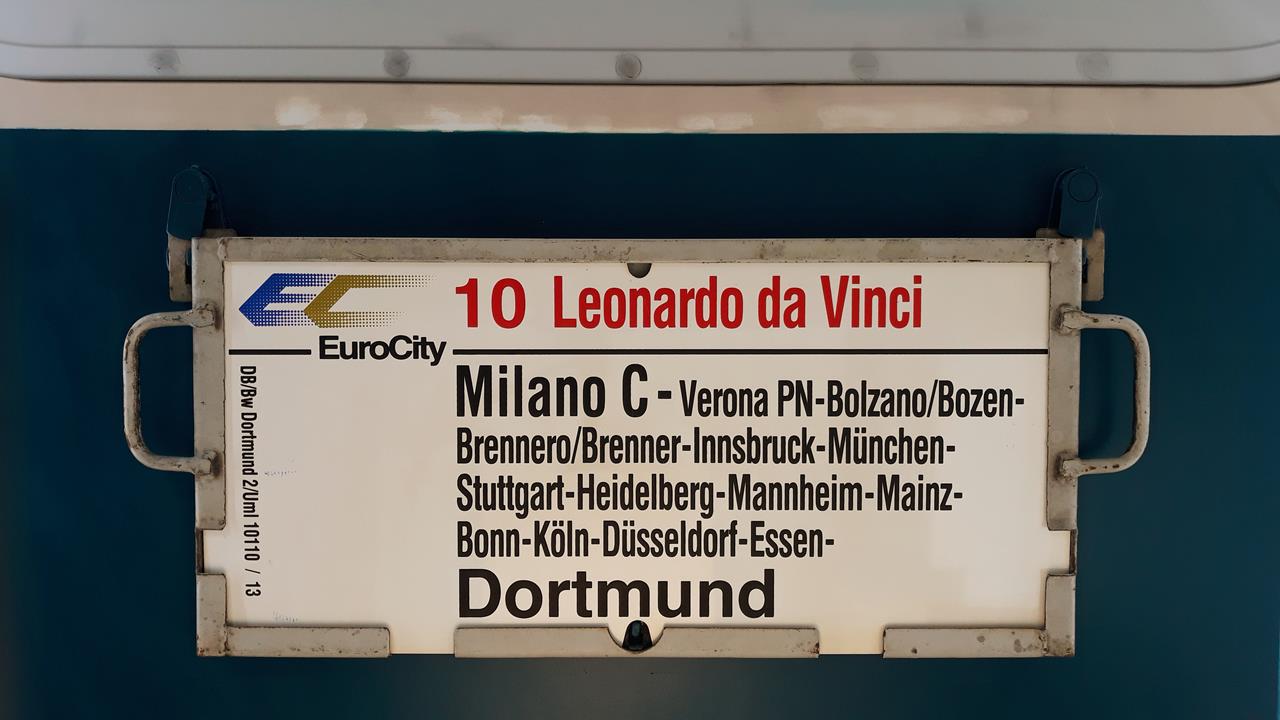 EC 10 Leonardo da Vinci
EuroCity
Milano C - Verona PN-Bolzano/Bozen-
Brennero/Brenner-Innsbruck-München-
Stuttgart-Heidelberg-Mannheim-Mainz-
Bonn-Köln-Düsseldorf-Essen-
Dortmund
DB/Bw Dortmund 2/Uml 10110 / 13